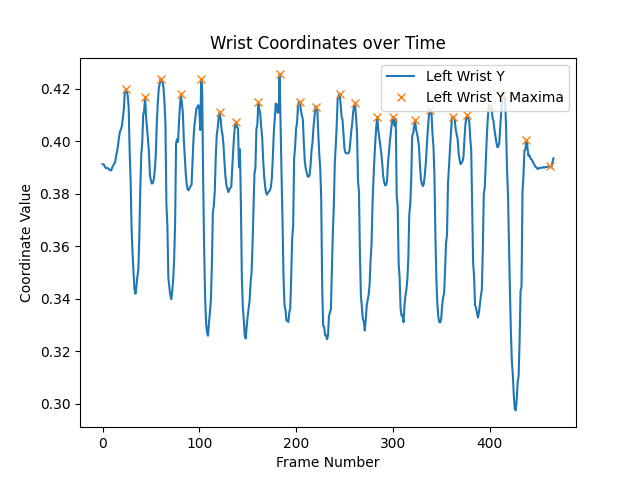 Wrist Coordinates over Time
Left Wrist Y
Left Wrist Y Maxima
0.42
0.40
0.38
0.36
0.34
0.32
0.30
Coordinate Value
0
100
200
300
400
Frame Number